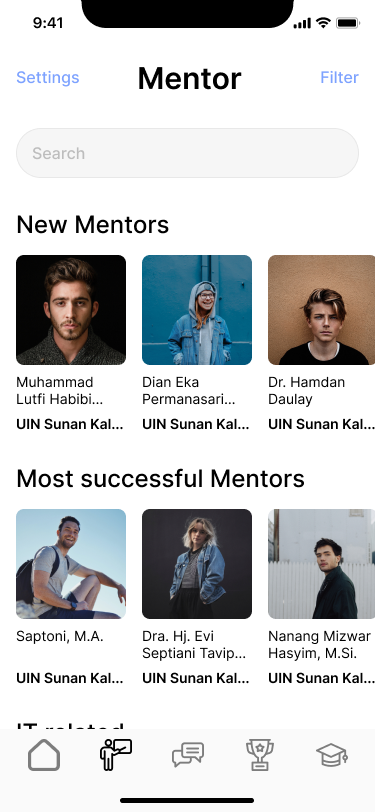 9:41
Settings
Mentor
Filter
Search
New Mentors
Muhammad
Lutfi Habibi...
UIN Sunan Kal...
Dian Eka
Permanasari...
UIN Sunan Kal...
Dr. Hamdan
Daulay
UIN Sunan Kal...
Most successful Mentors
Saptoni, M.A.
UIN Sunan Kal...
Dra. Hj. Evi
Septiani Tavip...
UIN Sunan Kal...
Nanang Mizwar
Hasyim, M.Si.
UIN Sunan Kal...
IT related